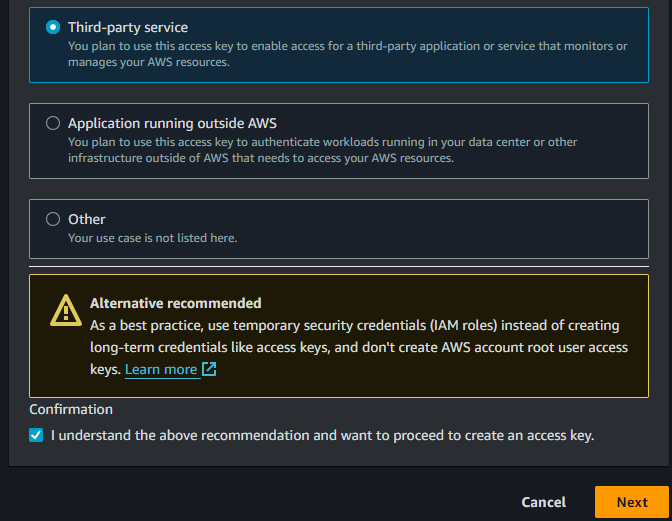 Third-party service
You plan to use this access key to enable access for a third-party application or service that monitors or
manages your AWS resources.
Application running outside AWS
You plan to use this access key to authenticate workloads running in your data center or other
infrastructure outside of AWS that needs to access your AWS resources.
Other
Your use case is not listed here.
Alternative recommended
As a best practice, use temporary security credentials (IAM roles) instead of creating
long-term credentials like access keys, and don't create AWS account root user access
keys. Learn more
Confirmation
I understand the above recommendation and want to proceed to create an access key.
Cancel
Next